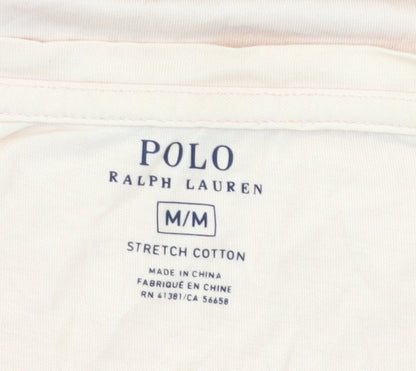 POLO
RALPH LAUREN
M/M
STRETCH COTTON
MADE IN CHINA
FABRIQUÉ EN CHINE
RN 41381/CA 56658